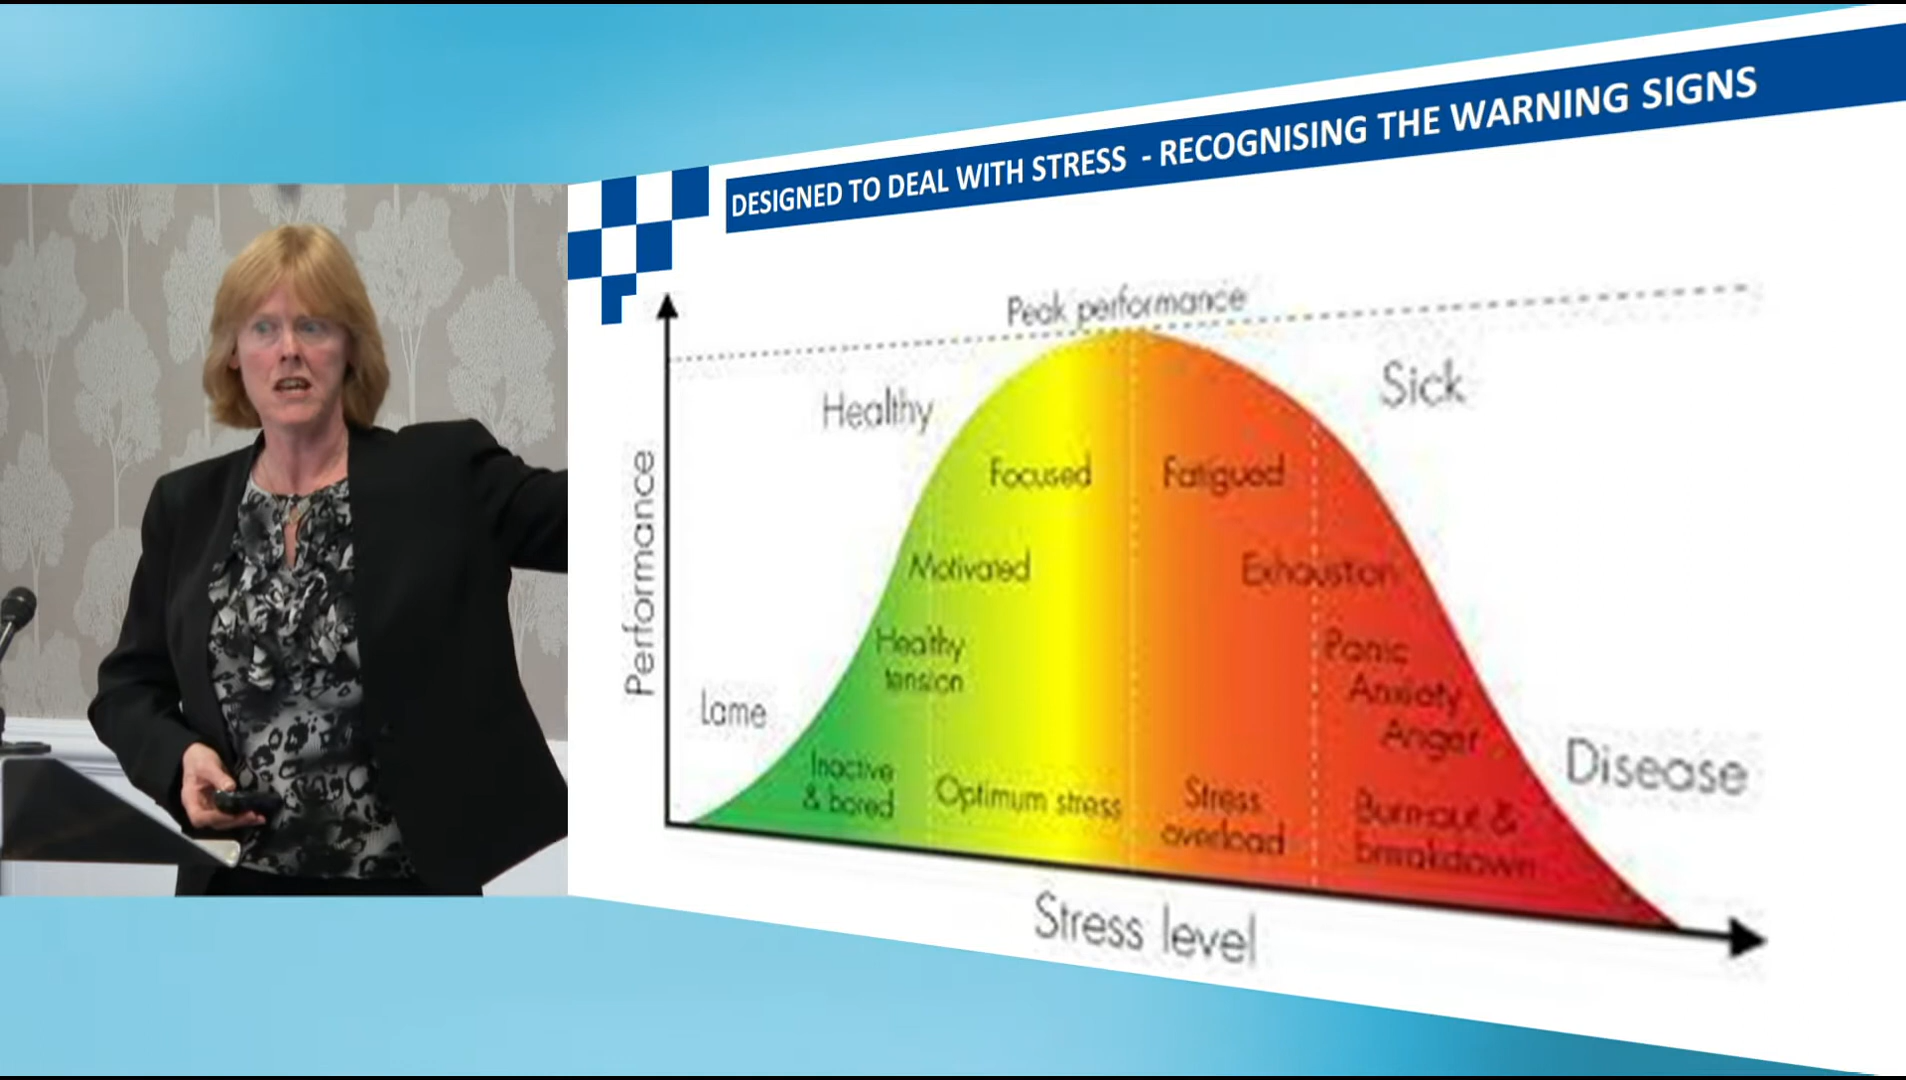 DESIGNED TO DEAL WITH STRESS - RECOGNISING THE WARNING SIGNS
Peak performance
Healthy
Sick
Focused
Fatigued
Performance
Motivated
Exhaustion
Healthy
tension
Panic
Anxiety
Anger
Lame
Disease
Inactive
& bored
Optimum stress
Stress
overload
Burnout &
breakdown
Stress level